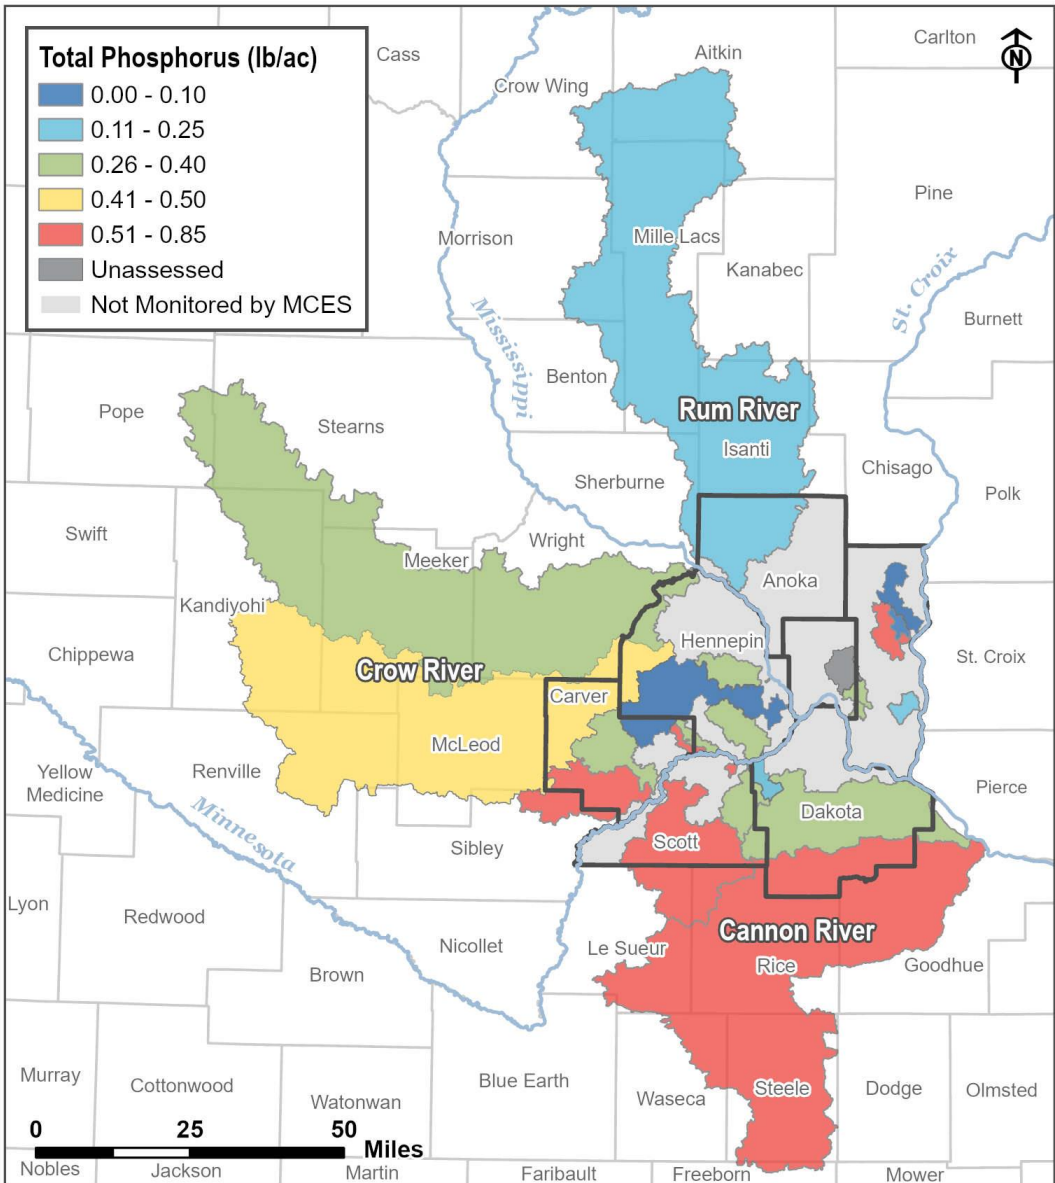 Total Phosphorus (lb/ac)
0.00 - 0.10
0.11 - 0.25
0.26 - 0.40
0.41 - 0.50
0.51 - 0.85
Unassessed
Not Monitored by MCES
N
Cass
Aitkin
Carlton
Crow Wing
Pine
Morrison
Mille Lacs
Kanabec
St. Croix
Burnett
Mississippi
Benton
Pope
Stearns
Rum River
Isanti
Chisago
Sherburne
Polk
Swift
Wright
Meeker
Anoka
Kandiyohi
Hennepin
Chippewa
St. Croix
Crow River
Carver
McLeod
Yellow
Medicine
Renville
Pierce
Minnesota
Dakota
Scott
Sibley
Lyon
Redwood
Cannon River
Nicollet
Le Sueur
Rice
Goodhue
Brown
Murray
Cottonwood
Blue Earth
Steele
Dodge
Olmsted
Waseca
Watonwan
0 25 50
Miles
Nobles
Jackson
Martin
Faribault
Freeborn
Mower